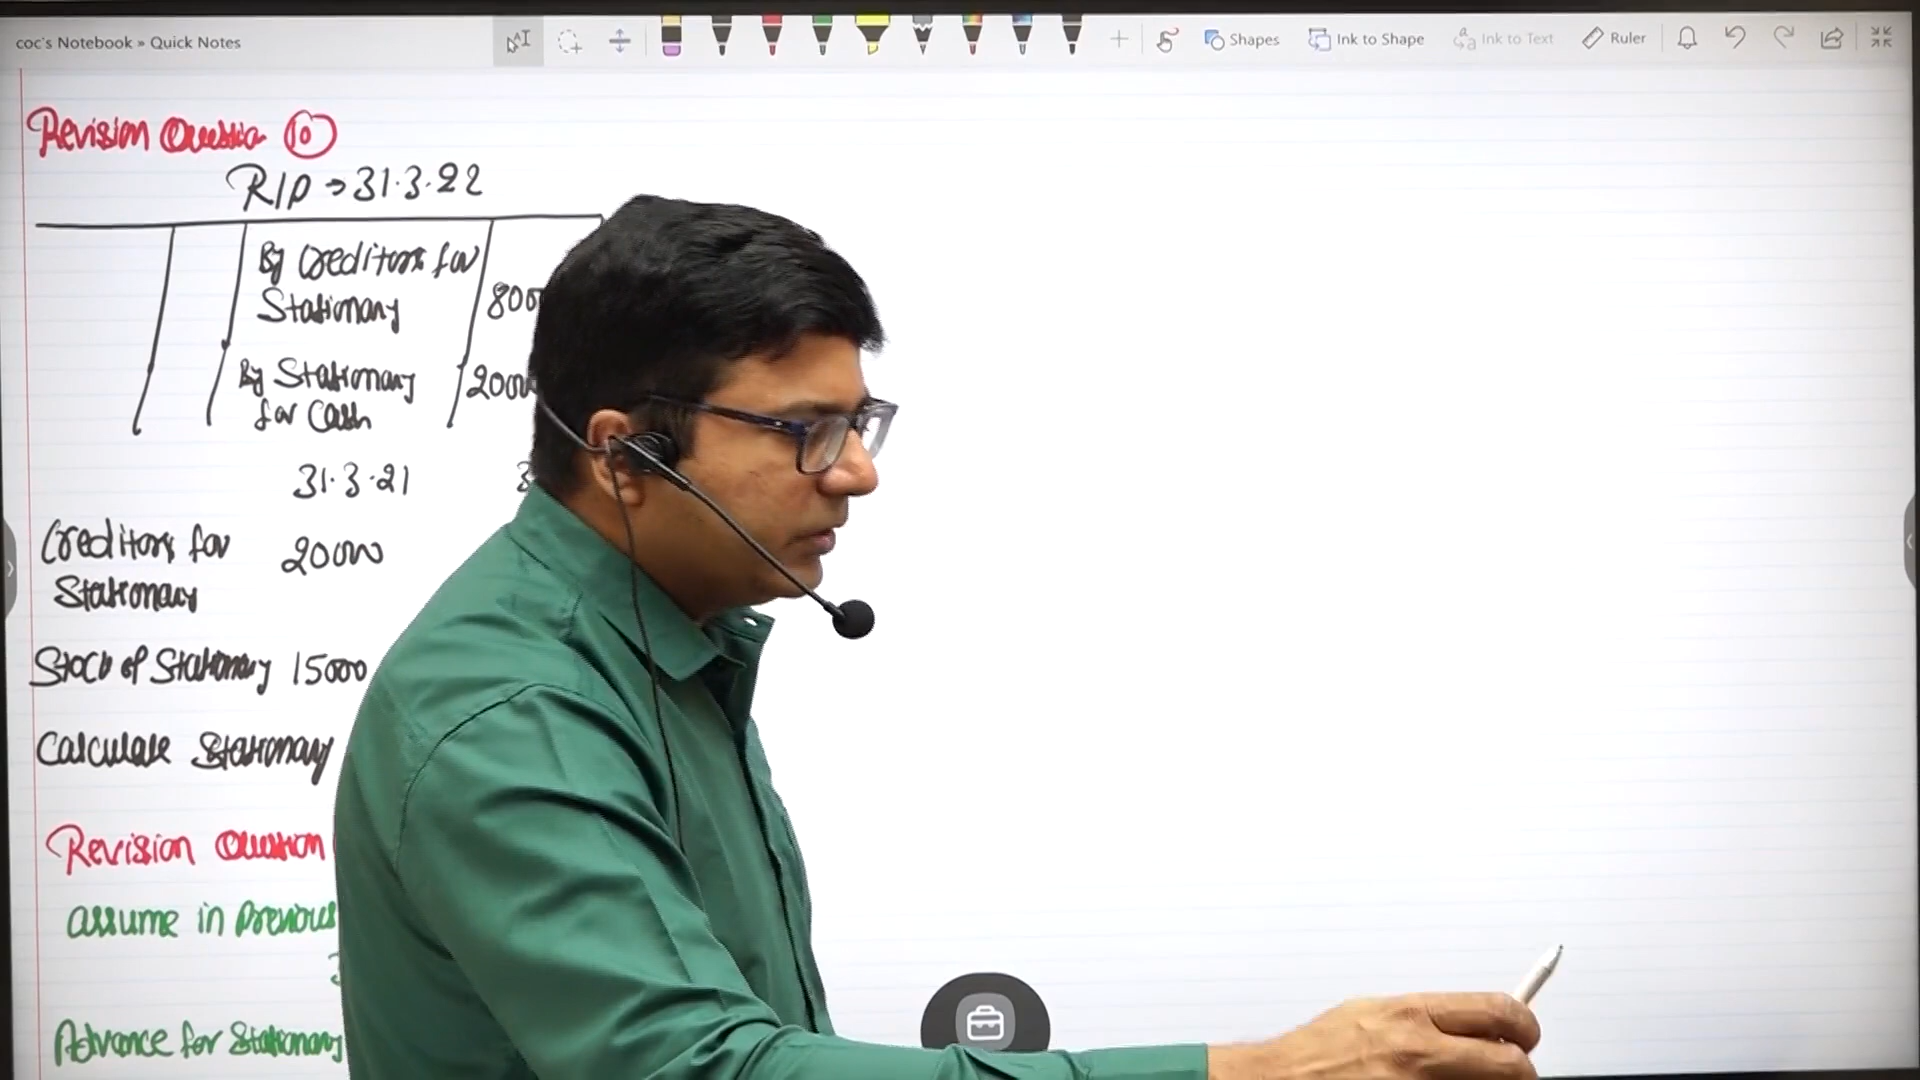 coc's Notebook » Quick Notes
Shapes Ink to Shape Ink to Text Ruler
Revision Question 10
R/P → 31.3.22
By Creditors for
Stationary
By Stationary
for Cash
31.3.21
Creditors for 20000
Stationary
Stock of Stationary 15000
Calculate Stationary
Revision Question
Assume in Previous
Advance for Stationary